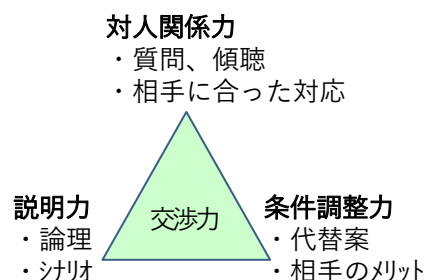 対人関係力
・質問、傾聴
・相手に合った対応
説明力
・論理
・ｼﾅﾘｵ
交渉力
条件調整力
・代替案
・相手のﾒﾘｯﾄ